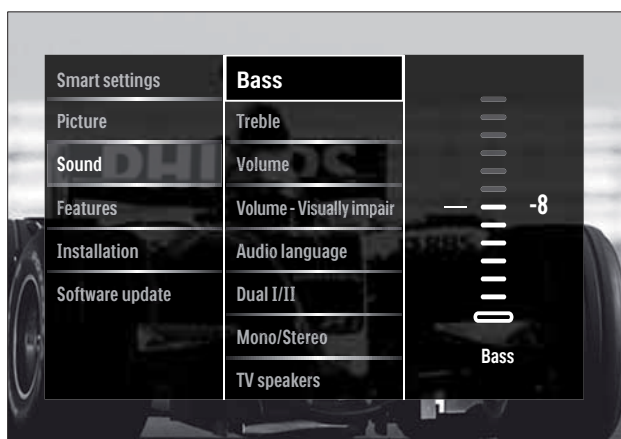 Smart settings
Picture
Sound
Features
Installation
Software update
Bass
Treble
Volume
Volume - Visually impair
Audio language
Dual I/II
Mono/Stereo
TV speakers
-8
Bass
PHILIPS